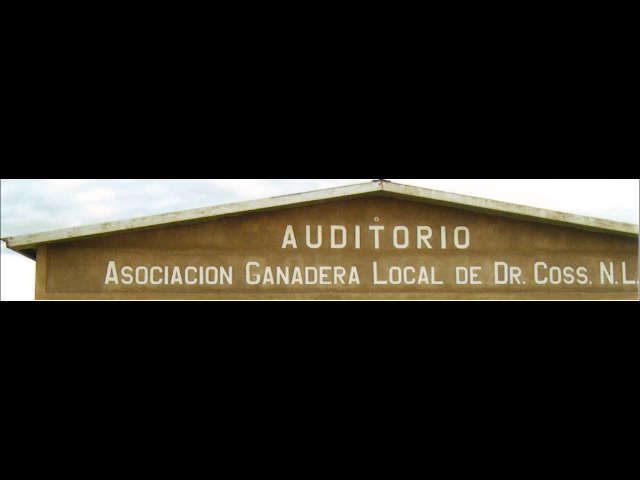 AUDITORIO
ASOCIACION GANADERA LOCAL DE DR. COSS. N.L.